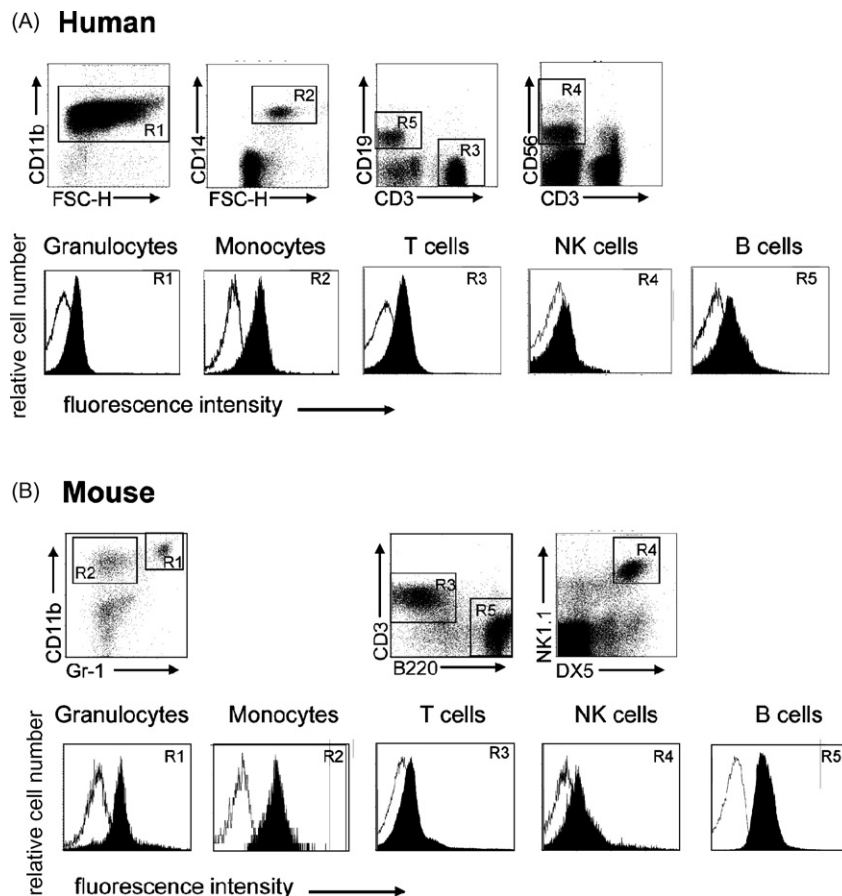 (A) Human
CD11b
R1
FSC-H
CD14
R2
FSC-H
CD19
R5
R3
CD3
CD56
R4
CD3
Granulocytes Monocytes T cells NK cells B cells
relative cell number
R1 R2 R3 R4 R5
fluorescence intensity
(B) Mouse
CD11b
R2
R1
Gr-1
CD3
R3
R5
B220
NK1.1
R4
DX5
Granulocytes Monocytes T cells NK cells B cells
relative cell number
R1 R2 R3 R4 R5
fluorescence intensity